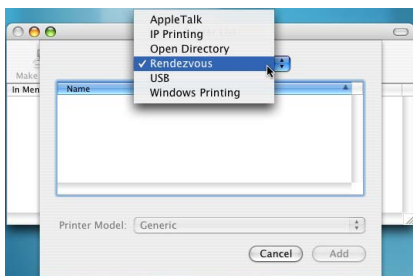 AppleTalk
IP Printing
Open Directory
✓ Rendezvous
USB
Windows Printing
Make
In Men
Name
Printer Model: Generic
Cancel Add